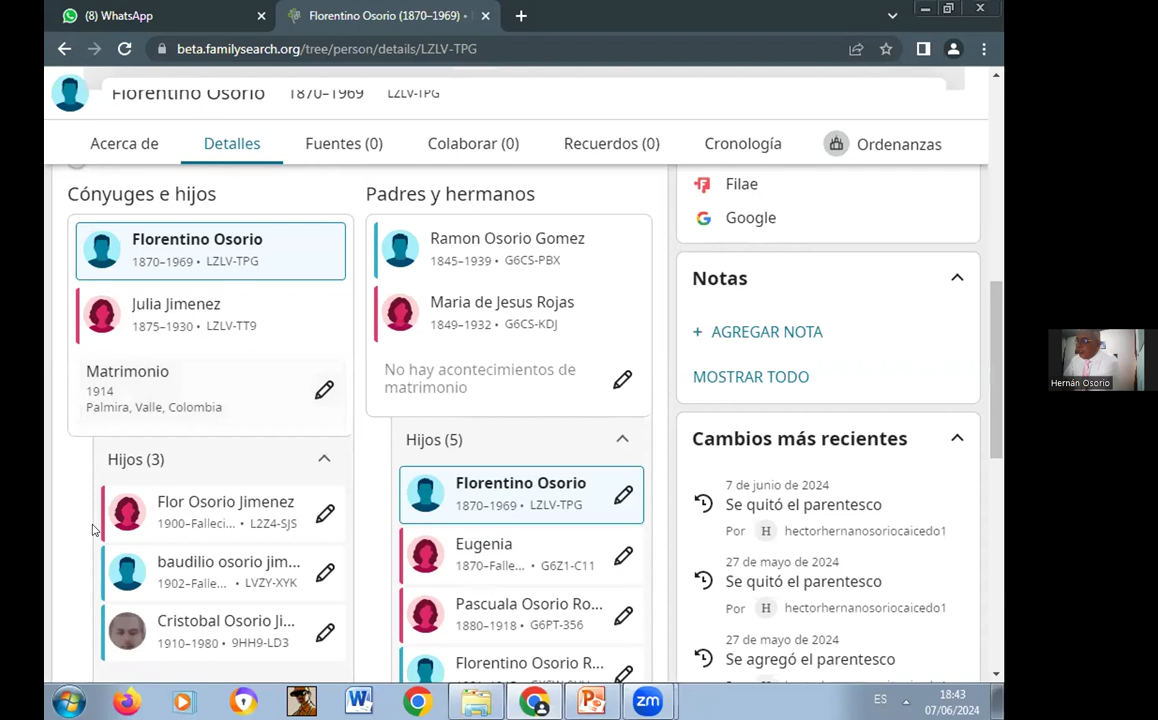 (8) WhatsApp
Florentino Osorio (1870–1969) •
beta.familysearch.org/tree/person/details/LZLV-TPG
Florentino Osorio 1870–1969 LZLV-TPG
Acerca de
Detalles
Fuentes (0)
Colaborar (0)
Recuerdos (0)
Cronología
Ordenanzas
Cónyuges e hijos
Florentino Osorio
1870–1969 • LZLV-TPG
Julia Jimenez
1875–1930 • LZLV-TT9
Matrimonio
1914
Palmira, Valle, Colombia
Hijos (3)
Flor Osorio Jimenez
1900–Falleci... • L2Z4-SJS
baudilio osorio jim...
1902–Falle... • LVZY-XYK
Cristobal Osorio Ji...
1910–1980 • 9HH9-LD3
Padres y hermanos
Ramon Osorio Gomez
1845–1939 • G6CS-PBX
Maria de Jesus Rojas
1849–1932 • G6CS-KDJ
No hay acontecimientos de
matrimonio
Hijos (5)
Florentino Osorio
1870–1969 • LZLV-TPG
Eugenia
1870–Falle... • G6Z1-C11
Pascuala Osorio Ro...
1880–1918 • G6PT-356
Florentino Osorio R...
Filae
Google
Notas
+ AGREGAR NOTA
MOSTRAR TODO
Cambios más recientes
7 de junio de 2024
Se quitó el parentesco
Por H hectorhernanosoriocaicedo1
27 de mayo de 2024
Se quitó el parentesco
Por H hectorhernanosoriocaicedo1
27 de mayo de 2024
Se agregó el parentesco
Hernán Osorio
zm
ES
18:43
07/06/2024